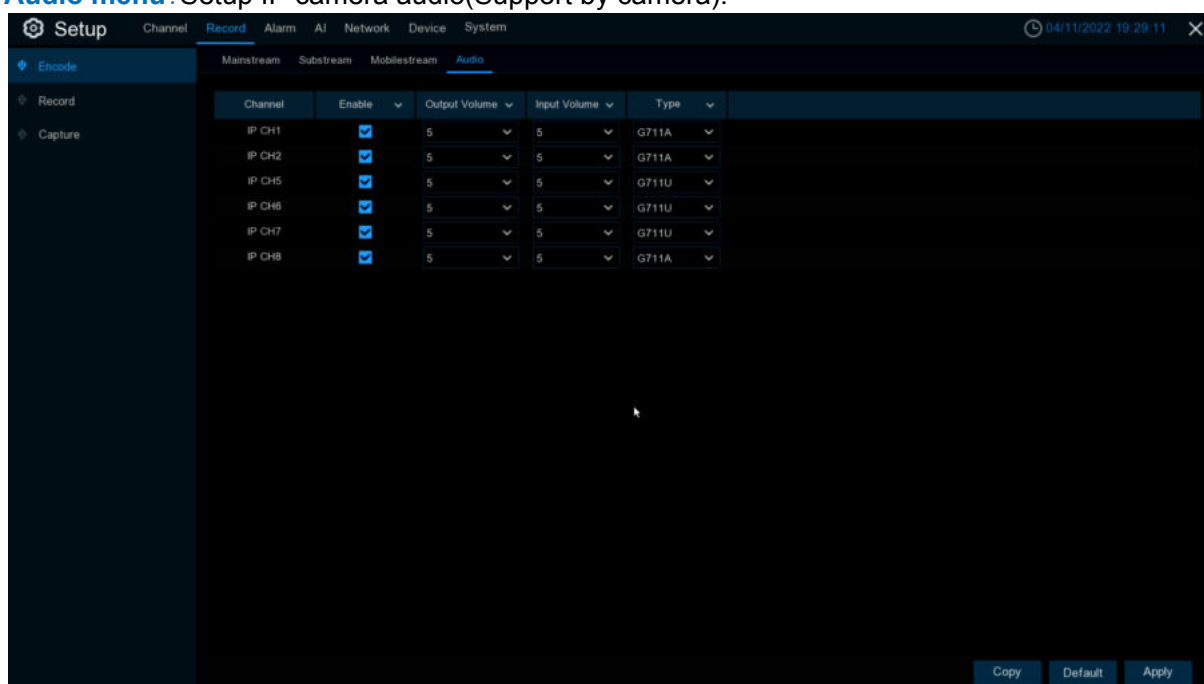 Audio menu:Setup IP camera audio(Support by camera).
Setup Channel Record Alarm AI Network Device System 04/11/2022 19:29:11
Encode
Record
Capture
Mainstream Substream Mobilestream Audio
Channel Enable Output Volume Input Volume Type
IP CH1 5 5 G711A
IP CH2 5 5 G711A
IP CH5 5 5 G711U
IP CH6 5 5 G711U
IP CH7 5 5 G711U
IP CH8 5 5 G711A
Copy Default Apply